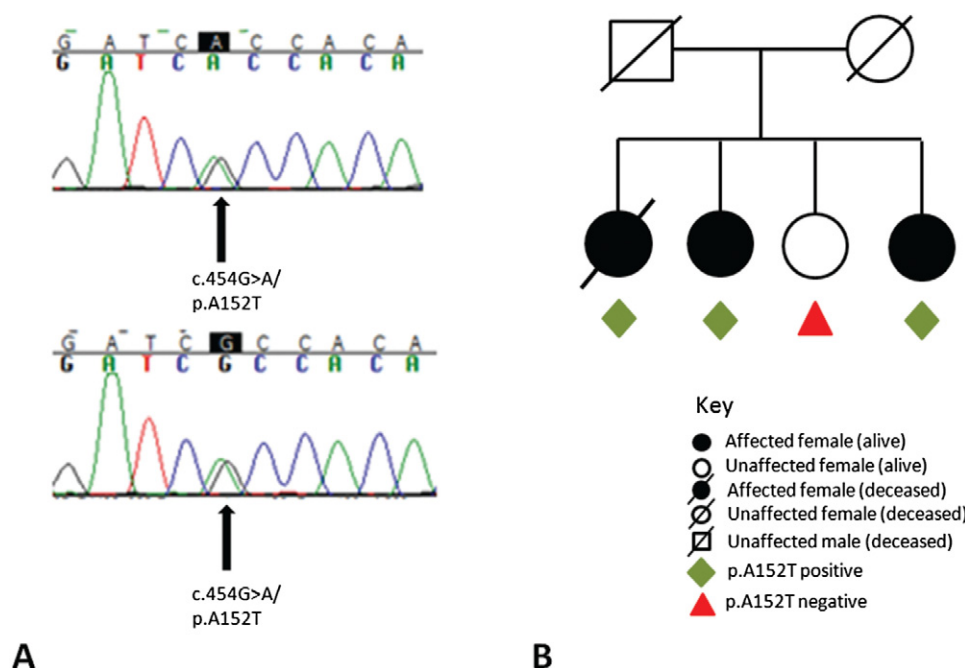 G A T C A C C A C A
G A T C A C C A C A
c.454G>A/
p.A152T
G A T C G C C A C A
G A T C G C C A C A
c.454G>A/
p.A152T
A
Key
Affected female (alive)
Unaffected female (alive)
Affected female (deceased)
Unaffected female (deceased)
Unaffected male (deceased)
p.A152T positive
p.A152T negative
B